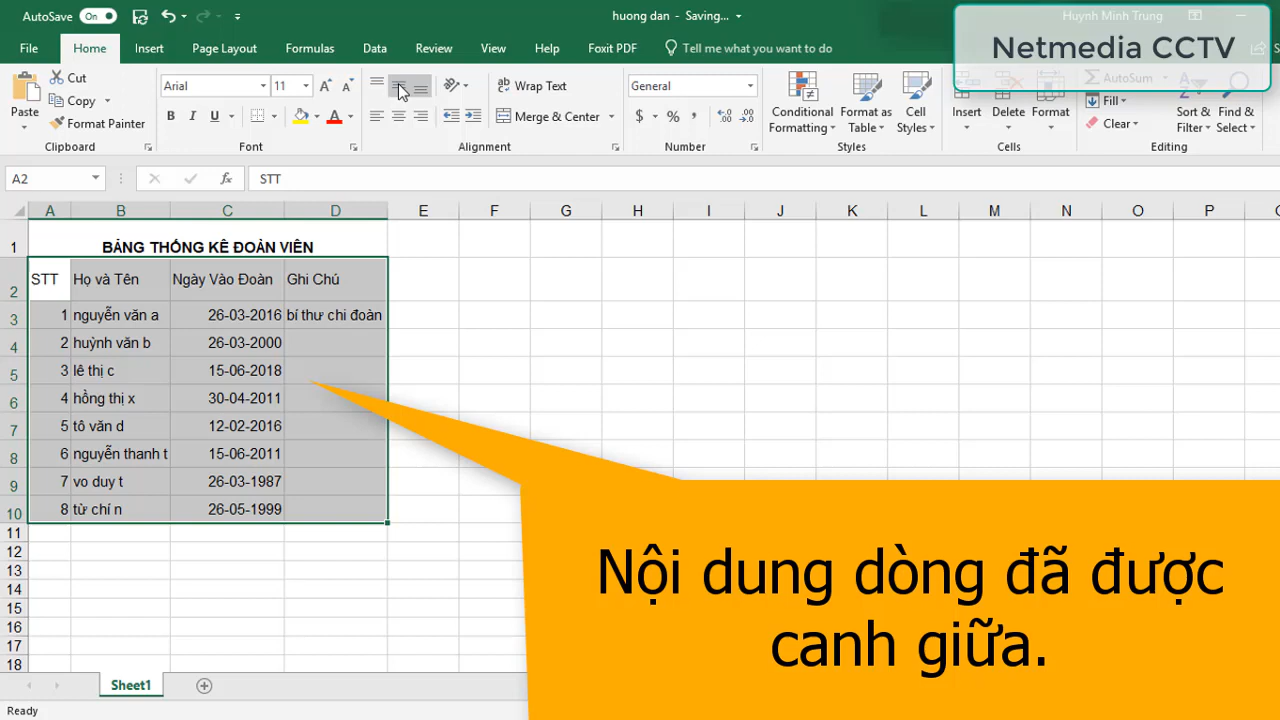 AutoSave On
huong dan - Saving...
Huynh Minh Trung
Netmedia CCTV
File Home Insert Page Layout Formulas Data Review View Help Foxit PDF Tell me what you want to do
Cut
Copy
Format Painter
Paste
Clipboard
Arial 11
B I U
Font
Wrap Text
Merge & Center
Alignment
General
$ % ,
Number
Conditional Formatting
Format as Table
Cell Styles
Styles
Insert Delete Format
Cells
AutoSum
Fill
Clear
Sort & Filter
Find & Select
Editing
A2
fx STT
A B C D E F G H I J K L M N O P
1 BẢNG THỐNG KÊ ĐOÀN VIÊN
2 STT Họ và Tên Ngày Vào Đoàn Ghi Chú
3 1 nguyễn văn a 26-03-2016 bí thư chi đoàn
4 2 huỳnh văn b 26-03-2000
5 3 lê thị c 15-06-2018
6 4 hồng thị x 30-04-2011
7 5 tô văn d 12-02-2016
8 6 nguyễn thanh t 15-06-2011
9 7 vo duy t 26-03-1987
10 8 từ chí n 26-05-1999
11
12
13
14
15
16
17
18
Nội dung dòng đã được
canh giữa.
Sheet1
Ready